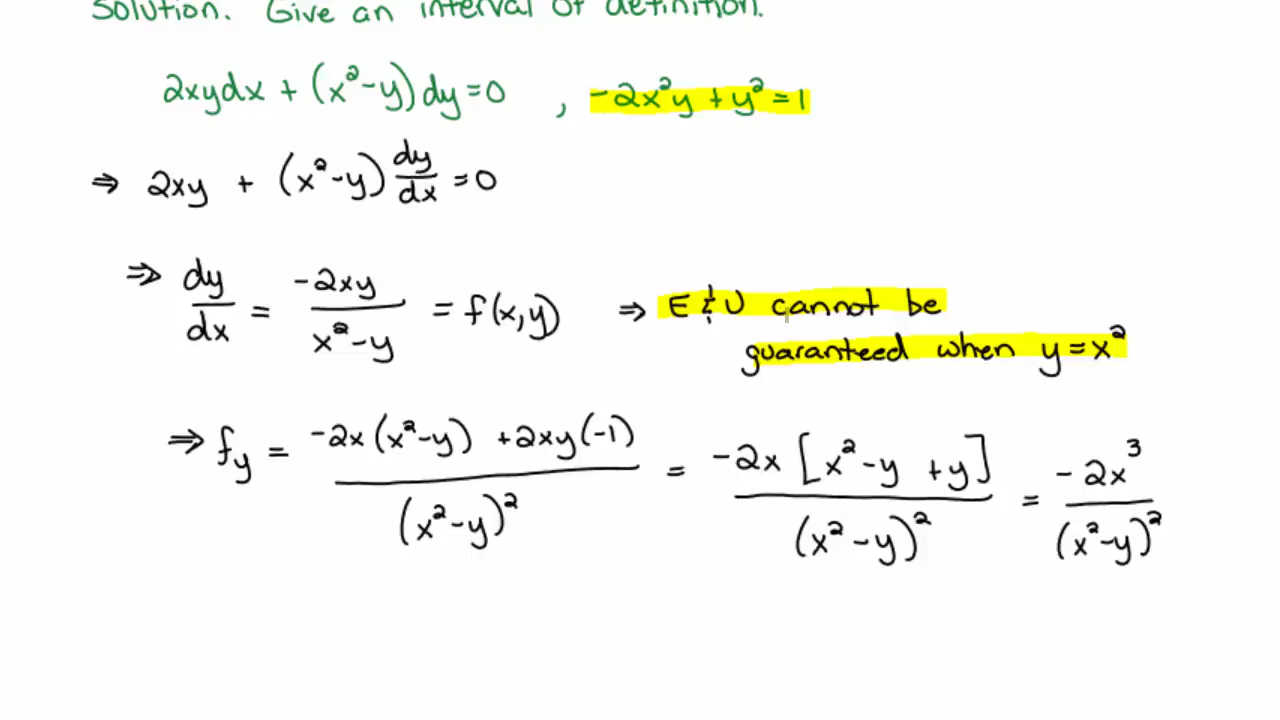 Solution. Give an interval of definition.
2xydx + (x²-y)dy=0 , -2x²y + y² = 1
⇒ 2xy + (x²-y) dy/dx = 0
⇒ dy/dx = -2xy/(x²-y) = f(x,y) ⇒ E & U cannot be
guaranteed when y = x²
⇒ f_y = (-2x(x²-y) +2xy(-1))/(x²-y)² = (-2x[x²-y +y])/(x²-y)² = -2x³/(x²-y)²